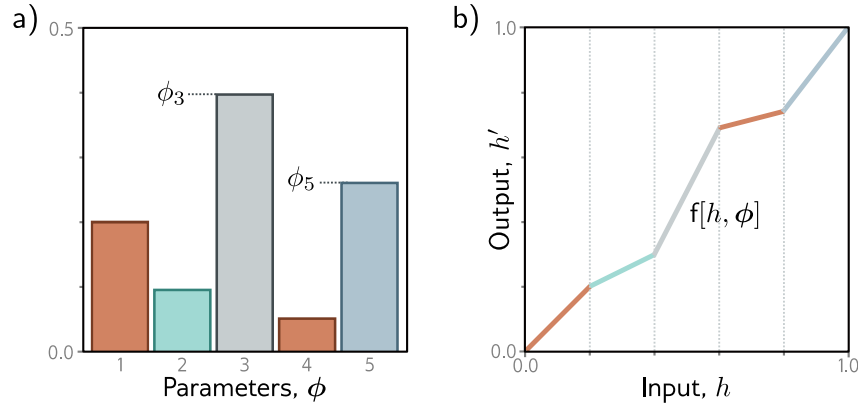 a)
0.5
ϕ₃
ϕ₅
0.0
1 2 3 4 5
Parameters, ϕ
b)
1.0
Output, h′
f[h, ϕ]
0.0
0.0 1.0
Input, h